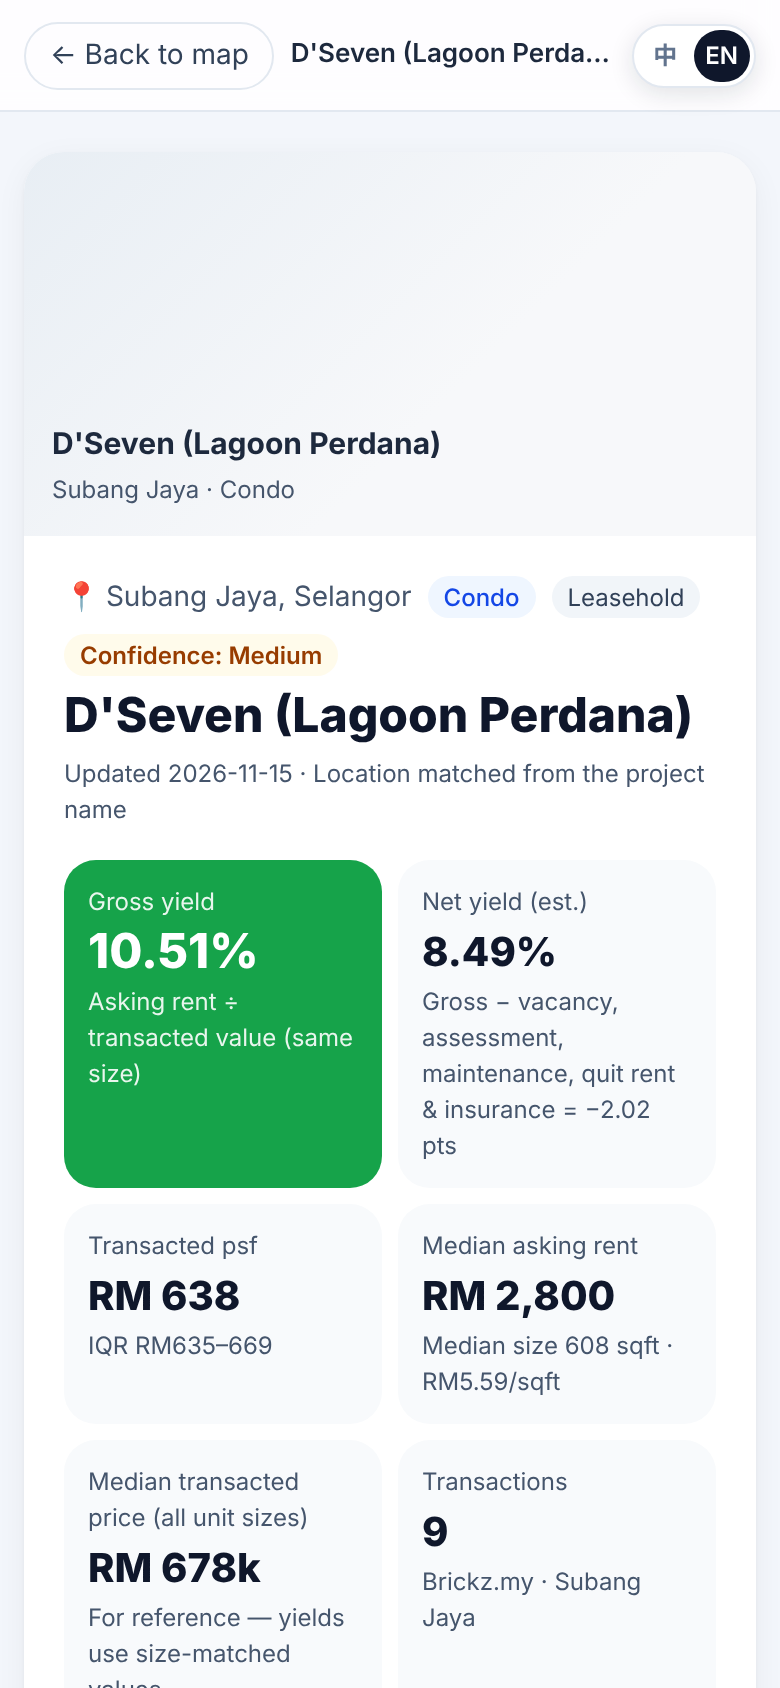 ← Back to map
D'Seven (Lagoon Perda...
中 EN
D'Seven (Lagoon Perdana)
Subang Jaya · Condo
📍 Subang Jaya, Selangor Condo Leasehold
Confidence: Medium
D'Seven (Lagoon Perdana)
Updated 2026-11-15 · Location matched from the project
name
Gross yield
10.51%
Asking rent ÷
transacted value (same
size)
Net yield (est.)
8.49%
Gross − vacancy,
assessment,
maintenance, quit rent
& insurance = −2.02
pts
Transacted psf
RM 638
IQR RM635–669
Median asking rent
RM 2,800
Median size 608 sqft ·
RM5.59/sqft
Median transacted
price (all unit sizes)
RM 678k
For reference — yields
use size-matched
values
Transactions
9
Brickz.my · Subang
Jaya